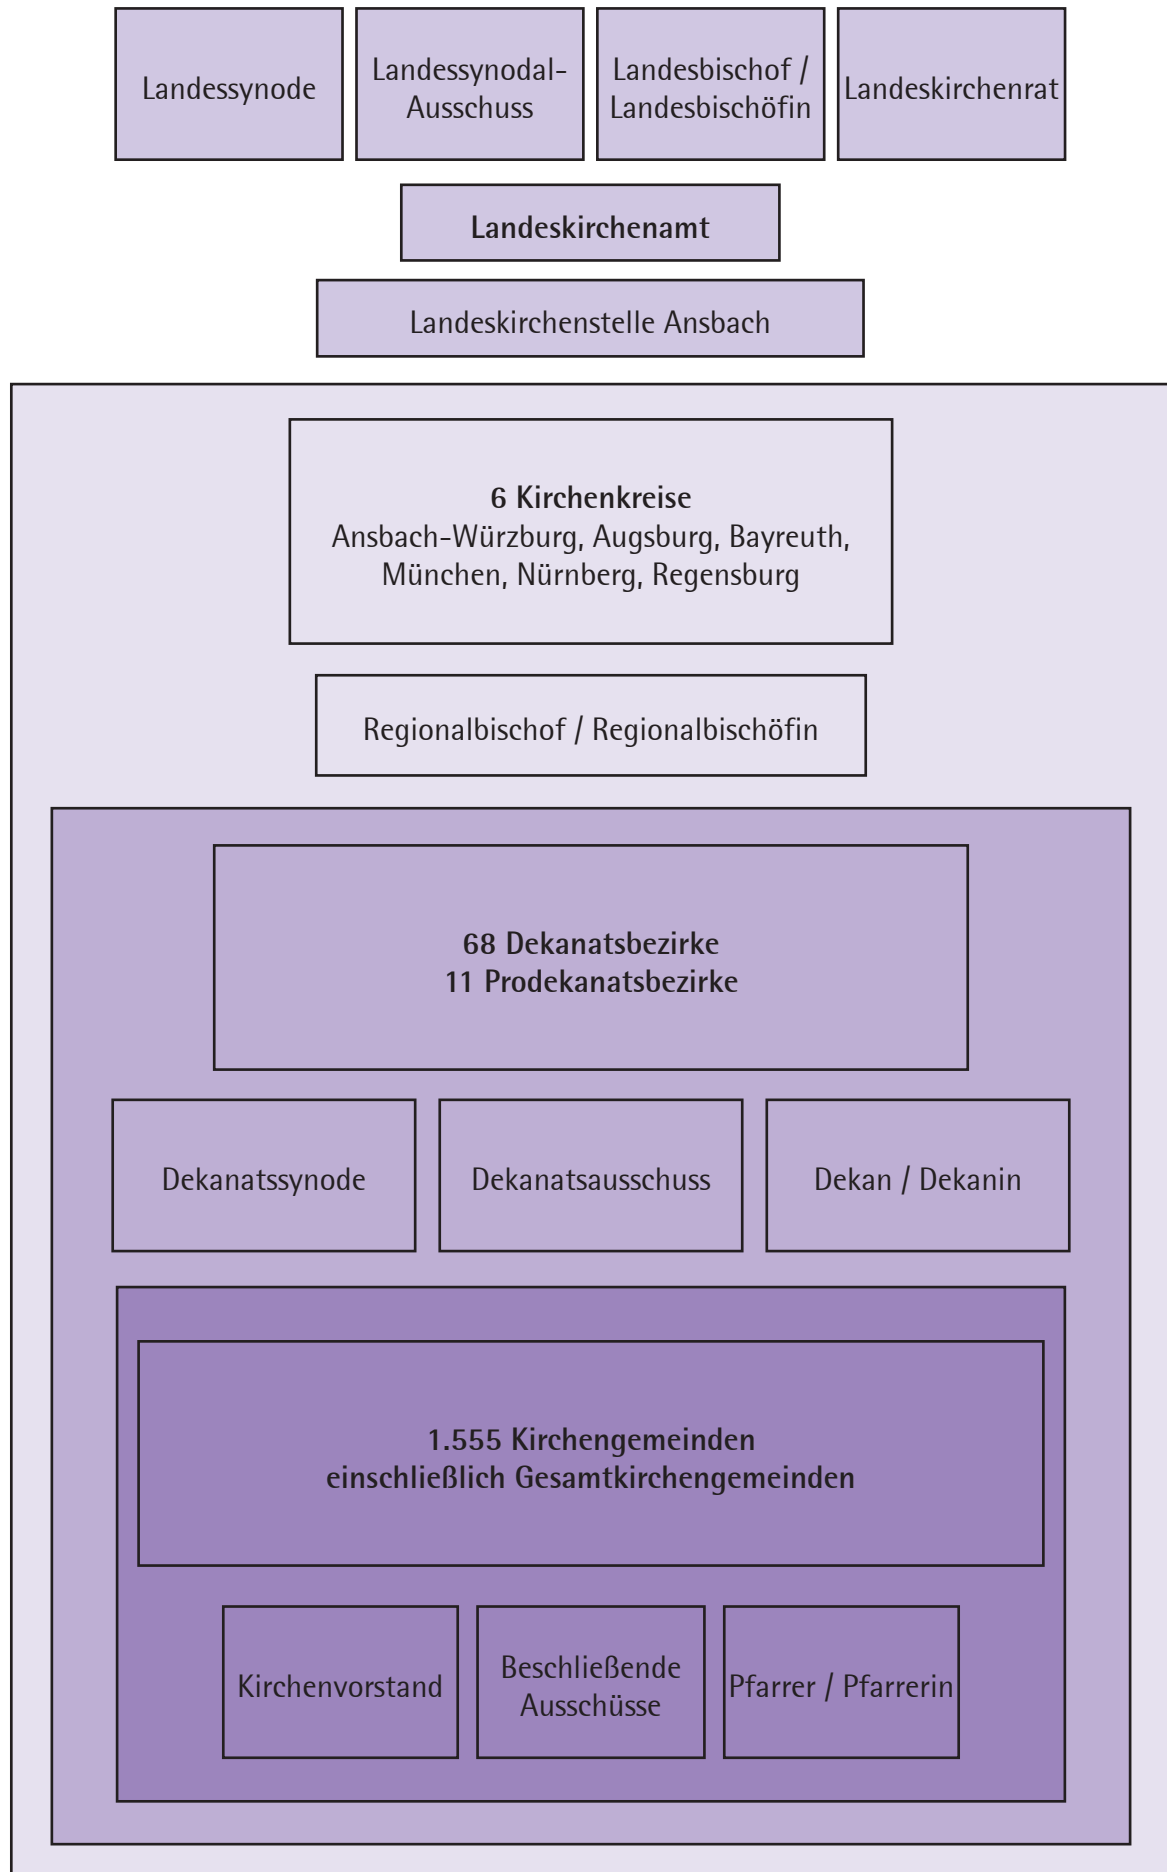 Landessynode
Landessynodal-
Ausschuss
Landesbischof /
Landesbischöfin
Landeskirchenrat
Landeskirchenamt
Landeskirchenstelle Ansbach
6 Kirchenkreise
Ansbach-Würzburg, Augsburg, Bayreuth,
München, Nürnberg, Regensburg
Regionalbischof / Regionalbischöfin
68 Dekanatsbezirke
11 Prodekanatsbezirke
Dekanatssynode
Dekanatsausschuss
Dekan / Dekanin
1.555 Kirchengemeinden
einschließlich Gesamtkirchengemeinden
Kirchenvorstand
Beschließende
Ausschüsse
Pfarrer / Pfarrerin